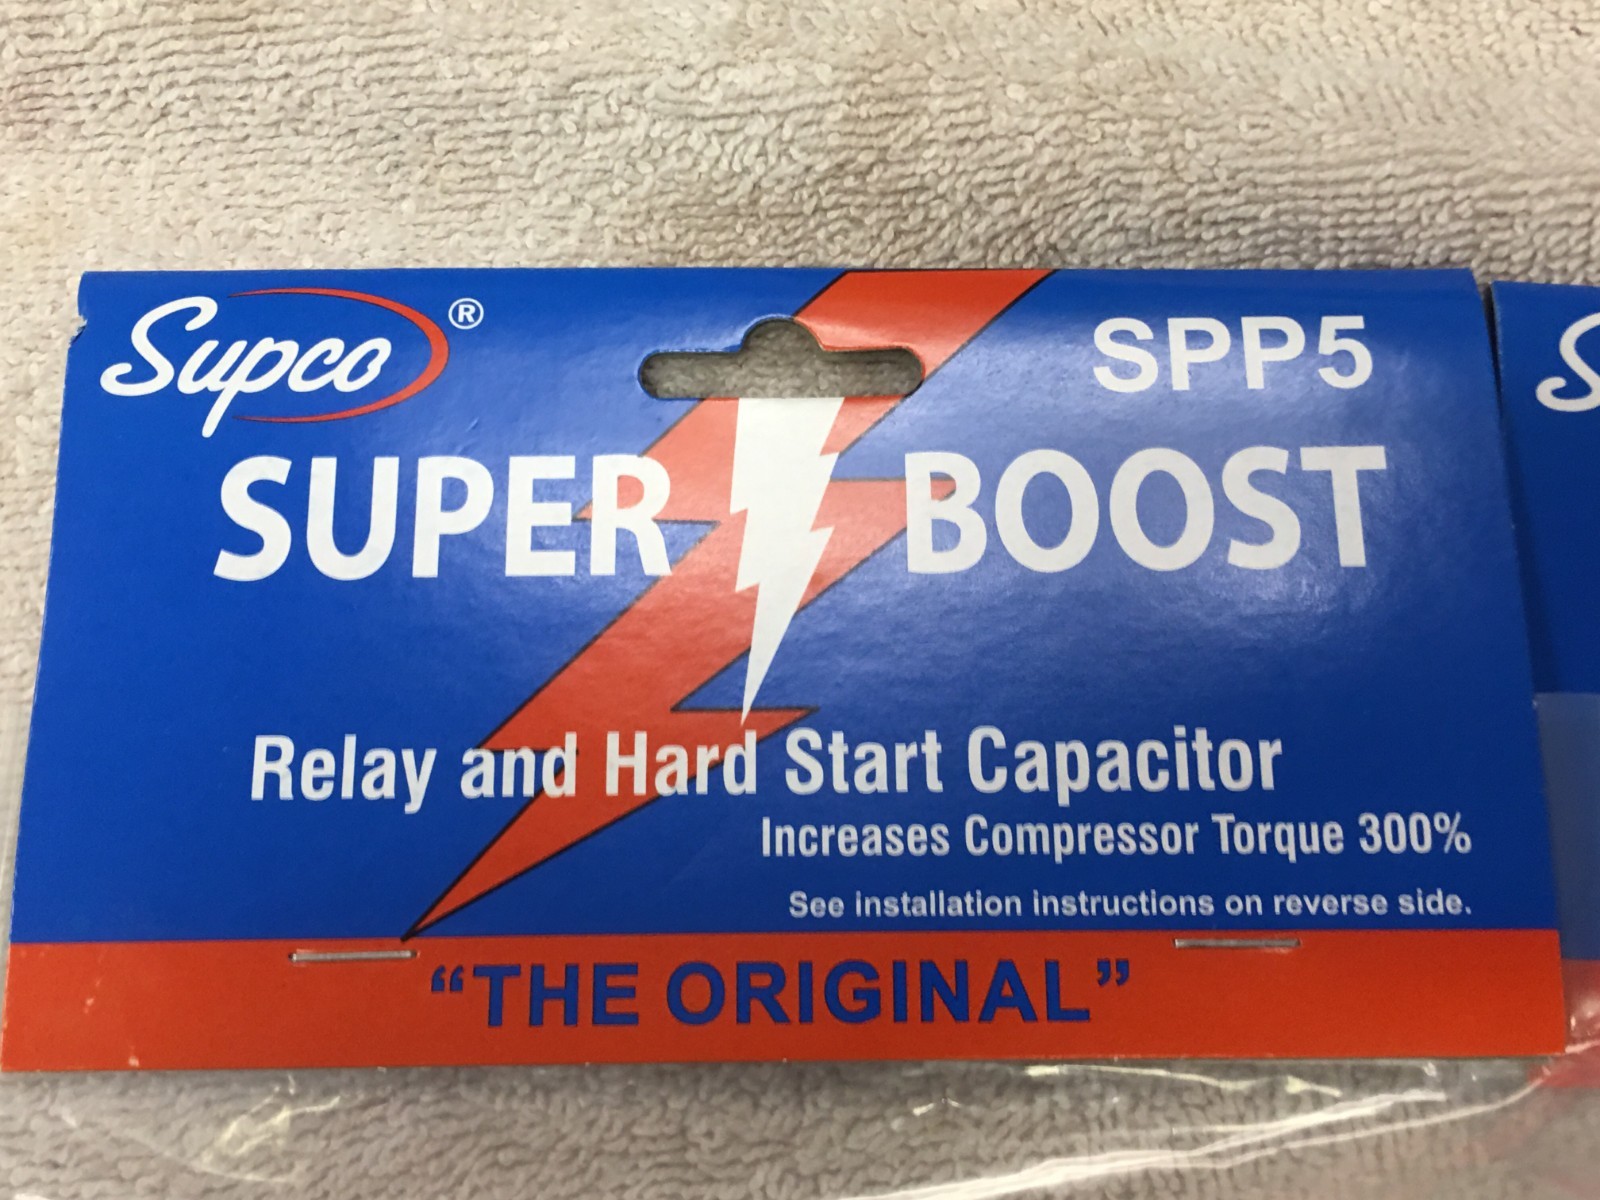 Supco®
SPP5
SUPER BOOST
Relay and Hard Start Capacitor
Increases Compressor Torque 300%
See installation instructions on reverse side.
“THE ORIGINAL”
S